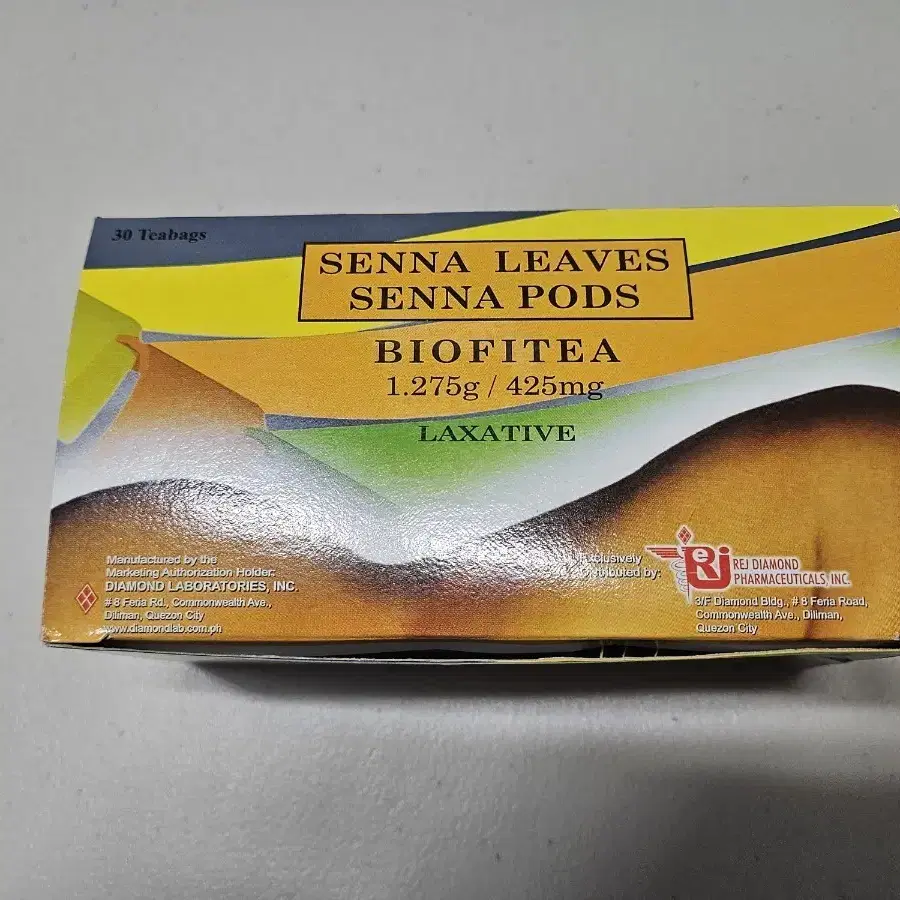 30 Teabags
SENNA LEAVES
SENNA PODS
BIOFITEA
1.275g / 425mg
LAXATIVE
Manufactured by the
Marketing Authorization Holder:
DIAMOND LABORATORIES, INC.
# 8 Feria Rd., Commonwealth Ave.,
Diliman, Quezon City
www.diamondlab.com.ph
Exclusively
Distributed by:
ReJ
REJ DIAMOND
PHARMACEUTICALS, INC.
3/F Diamond Bldg., # 8 Feria Road,
Commonwealth Ave., Diliman,
Quezon City